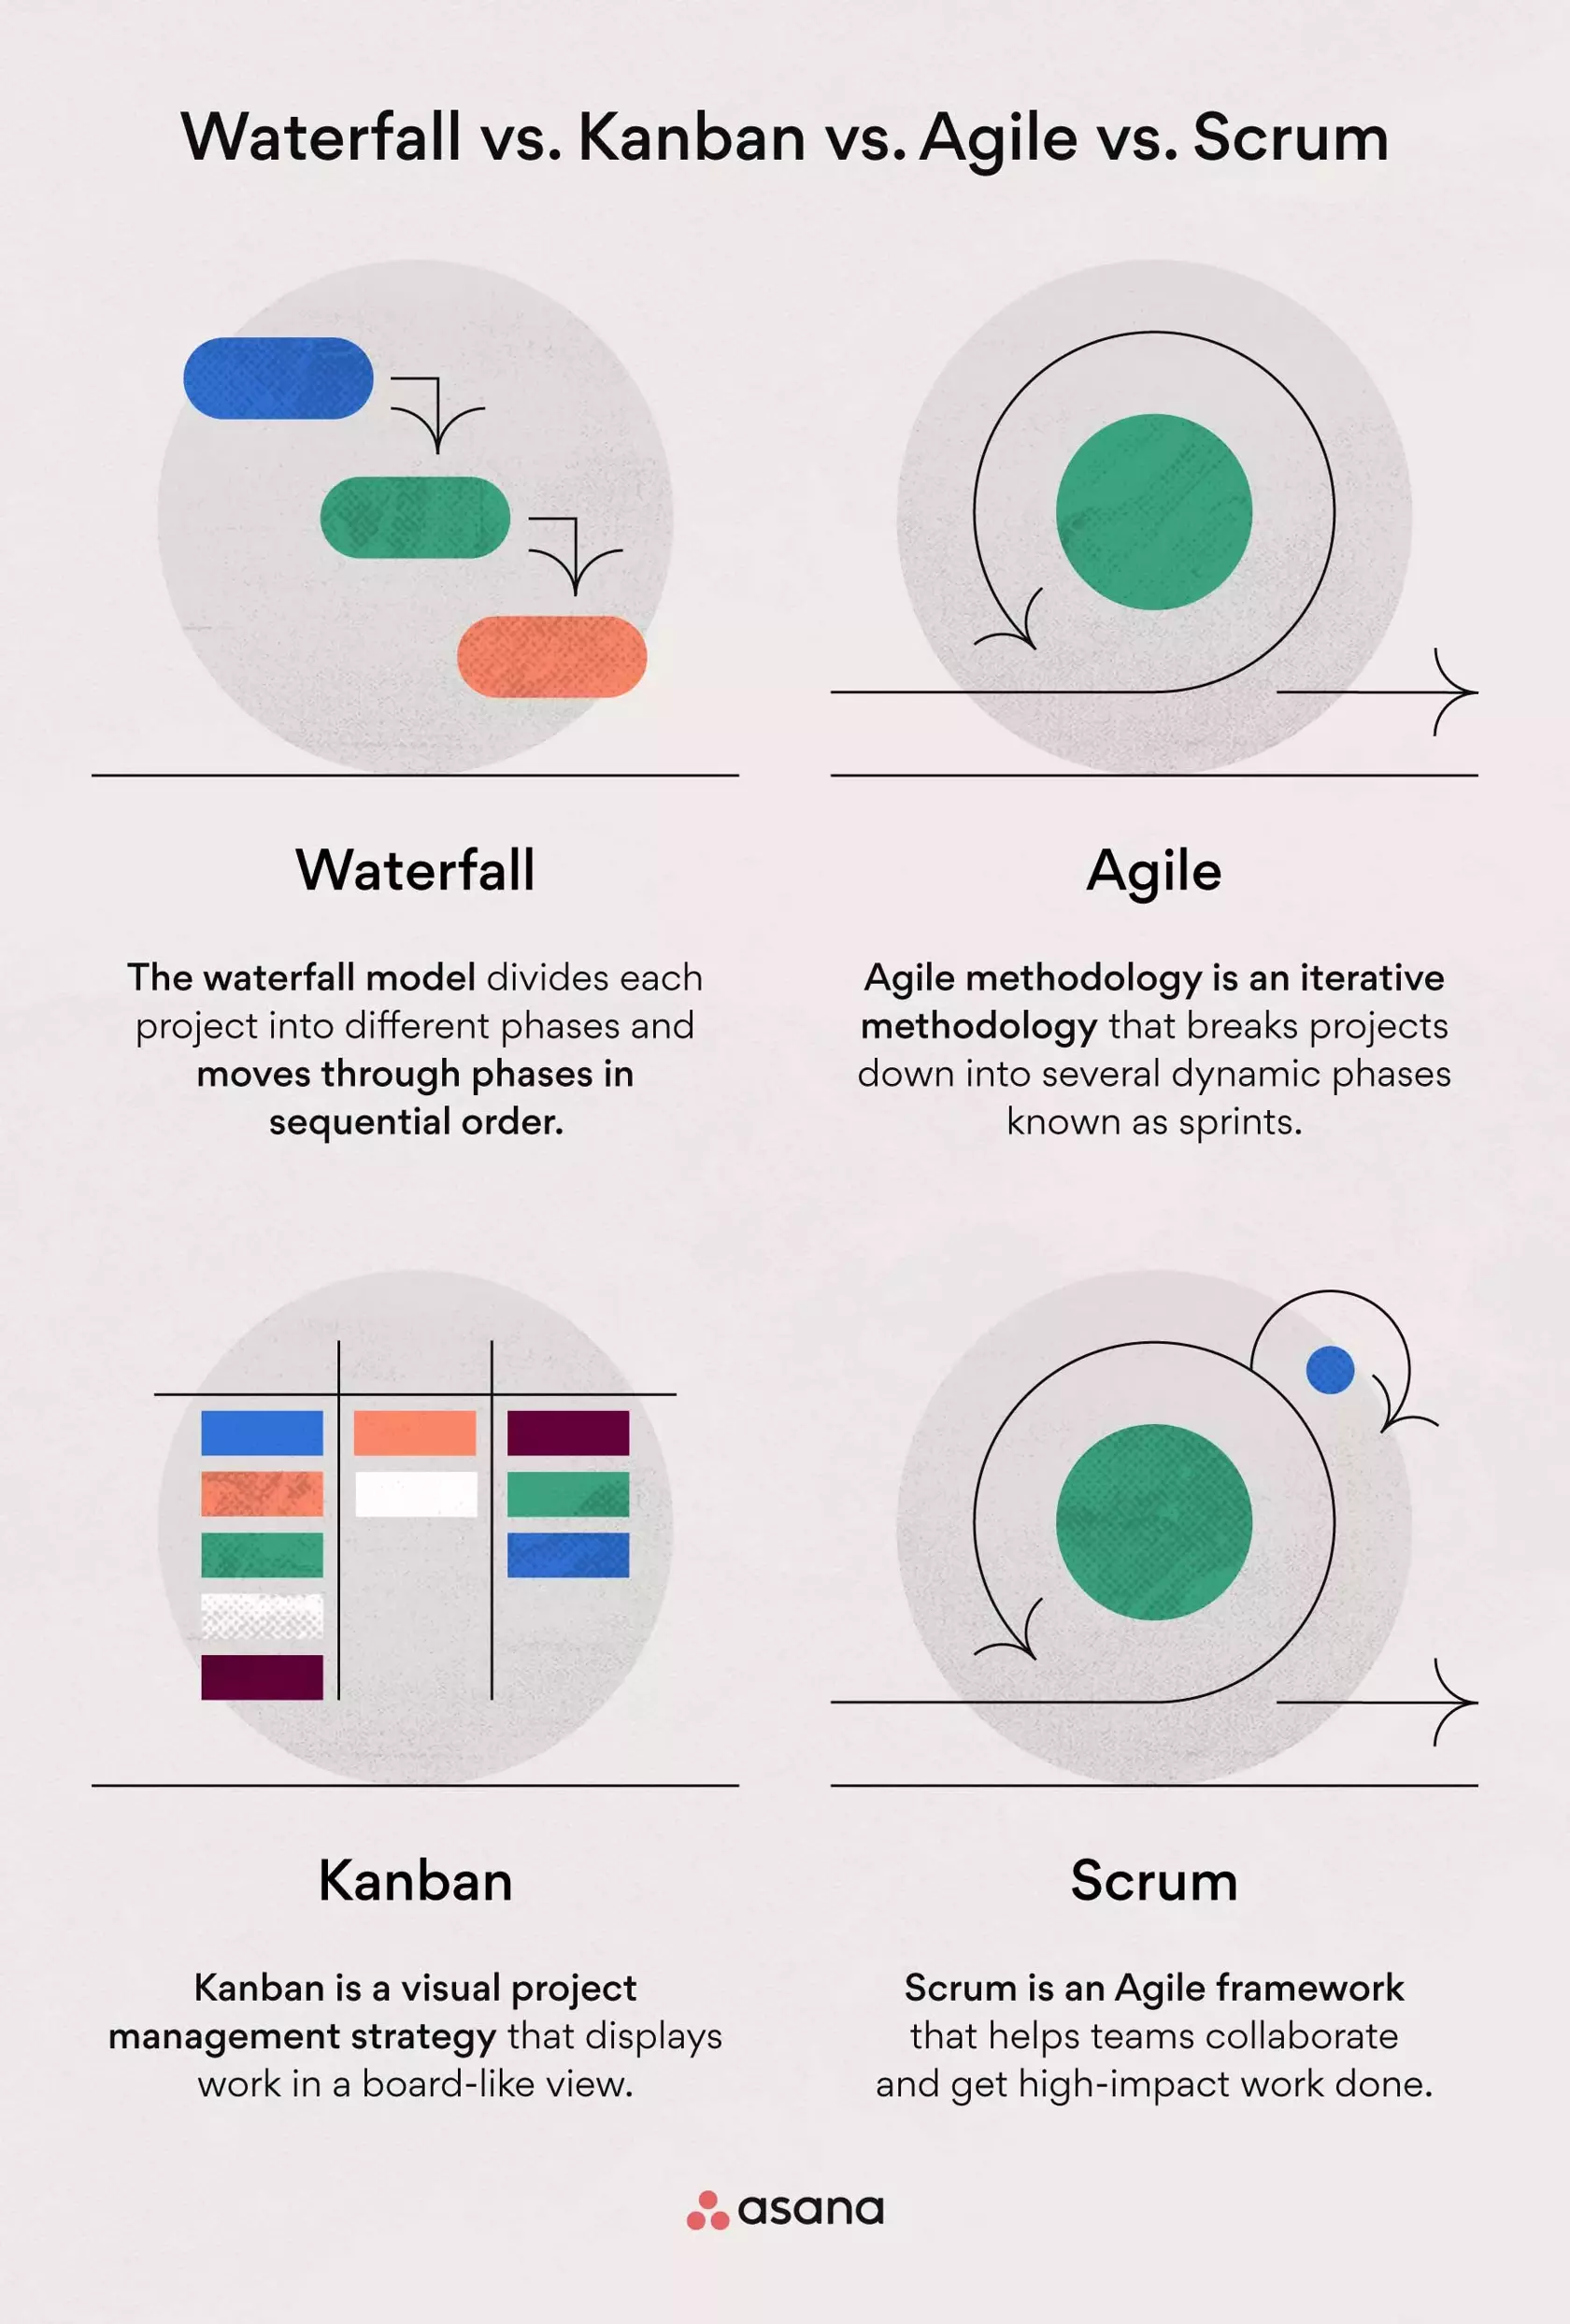 Waterfall vs. Kanban vs. Agile vs. Scrum
Waterfall
The waterfall model divides each
project into different phases and
moves through phases in
sequential order.
Agile
Agile methodology is an iterative
methodology that breaks projects
down into several dynamic phases
known as sprints.
Kanban
Kanban is a visual project
management strategy that displays
work in a board-like view.
Scrum
Scrum is an Agile framework
that helps teams collaborate
and get high-impact work done.
asana